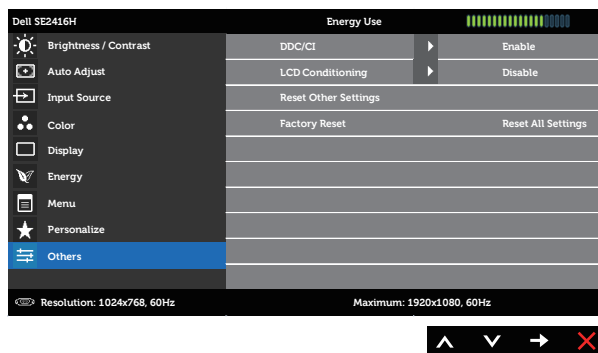 Dell SE2416H Energy Use
Brightness / Contrast DDC/CI Enable
Auto Adjust LCD Conditioning Disable
Input Source Reset Other Settings
Color Factory Reset Reset All Settings
Display
Energy
Menu
Personalize
Others
Resolution: 1024x768, 60Hz Maximum: 1920x1080, 60Hz